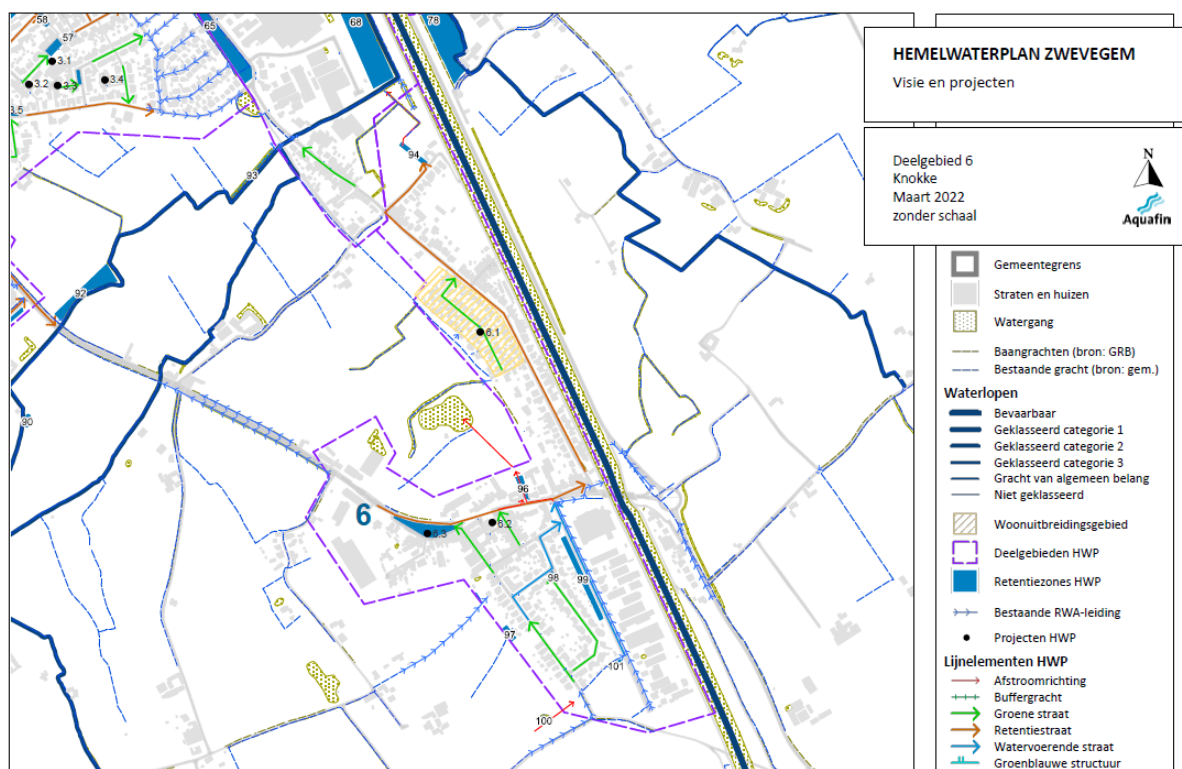 HEMELWATERPLAN ZWEVEGEM
Visie en projecten
Deelgebied 6
Knokke
Maart 2022
zonder schaal
N
Aquafin
Gemeentegrens
Straten en huizen
Watergang
Baangrachten (bron: GRB)
Bestaande gracht (bron: gem.)
Waterlopen
Bevaarbaar
Geklasseerd categorie 1
Geklasseerd categorie 2
Geklasseerd categorie 3
Gracht van algemeen belang
Niet geklasseerd
Woonuitbreidingsgebied
Deelgebieden HWP
Retentiezones HWP
Bestaande RWA-leiding
Projecten HWP
Lijnelementen HWP
Afstroomrichting
Buffergracht
Groene straat
Retentiestraat
Watervoerende straat
Groenblauwe structuur
58
57
65
68
78
3.1
3.2
3.3
3.4
3.5
94
93
92
90
6.1
96
6
6.2
6.3
98
99
97
101
100